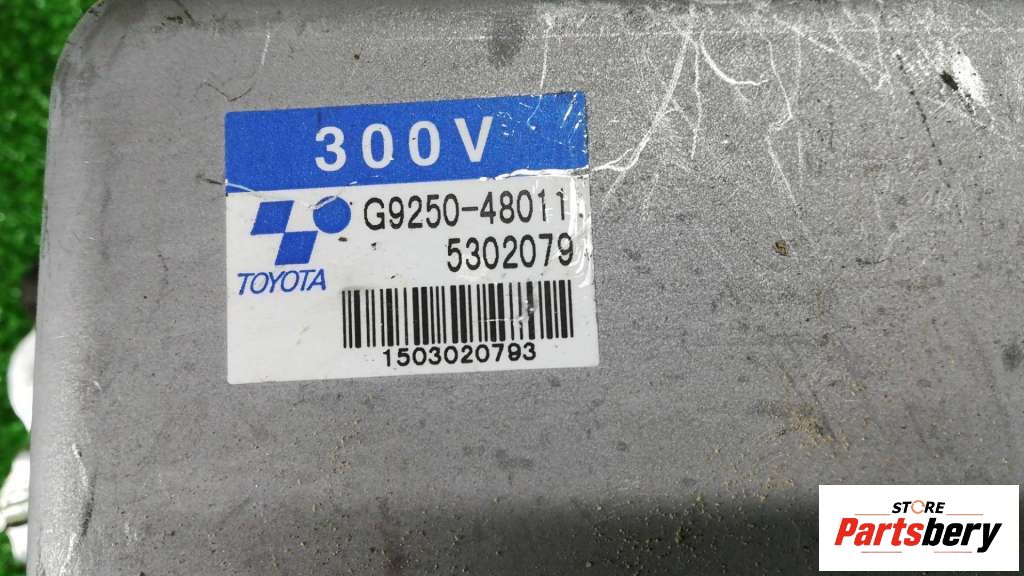 300V
G9250-48011
5302079
TOYOTA
1503020793
STORE
Partsbery